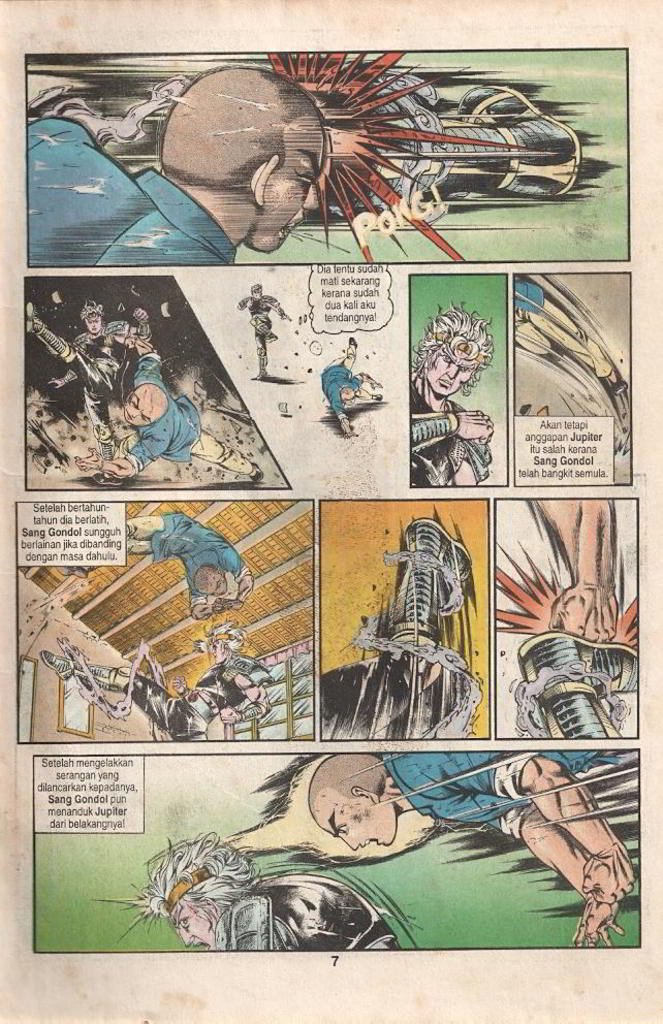 PONG!
Dia tentu sudah
mati sekarang
kerana sudah
dua kali aku
tendangnya!
Akan tetapi
anggapan Jupiter
itu salah kerana
Sang Gondol
telah bangkit semula.
Setelah bertahun-
tahun dia berlatih,
Sang Gondol sungguh
berlainan jika dibanding
dengan masa dahulu.
Setelah mengelakkan
serangan yang
dilancarkan kepadanya,
Sang Gondol pun
menanduk Jupiter
dari belakangnya!
7